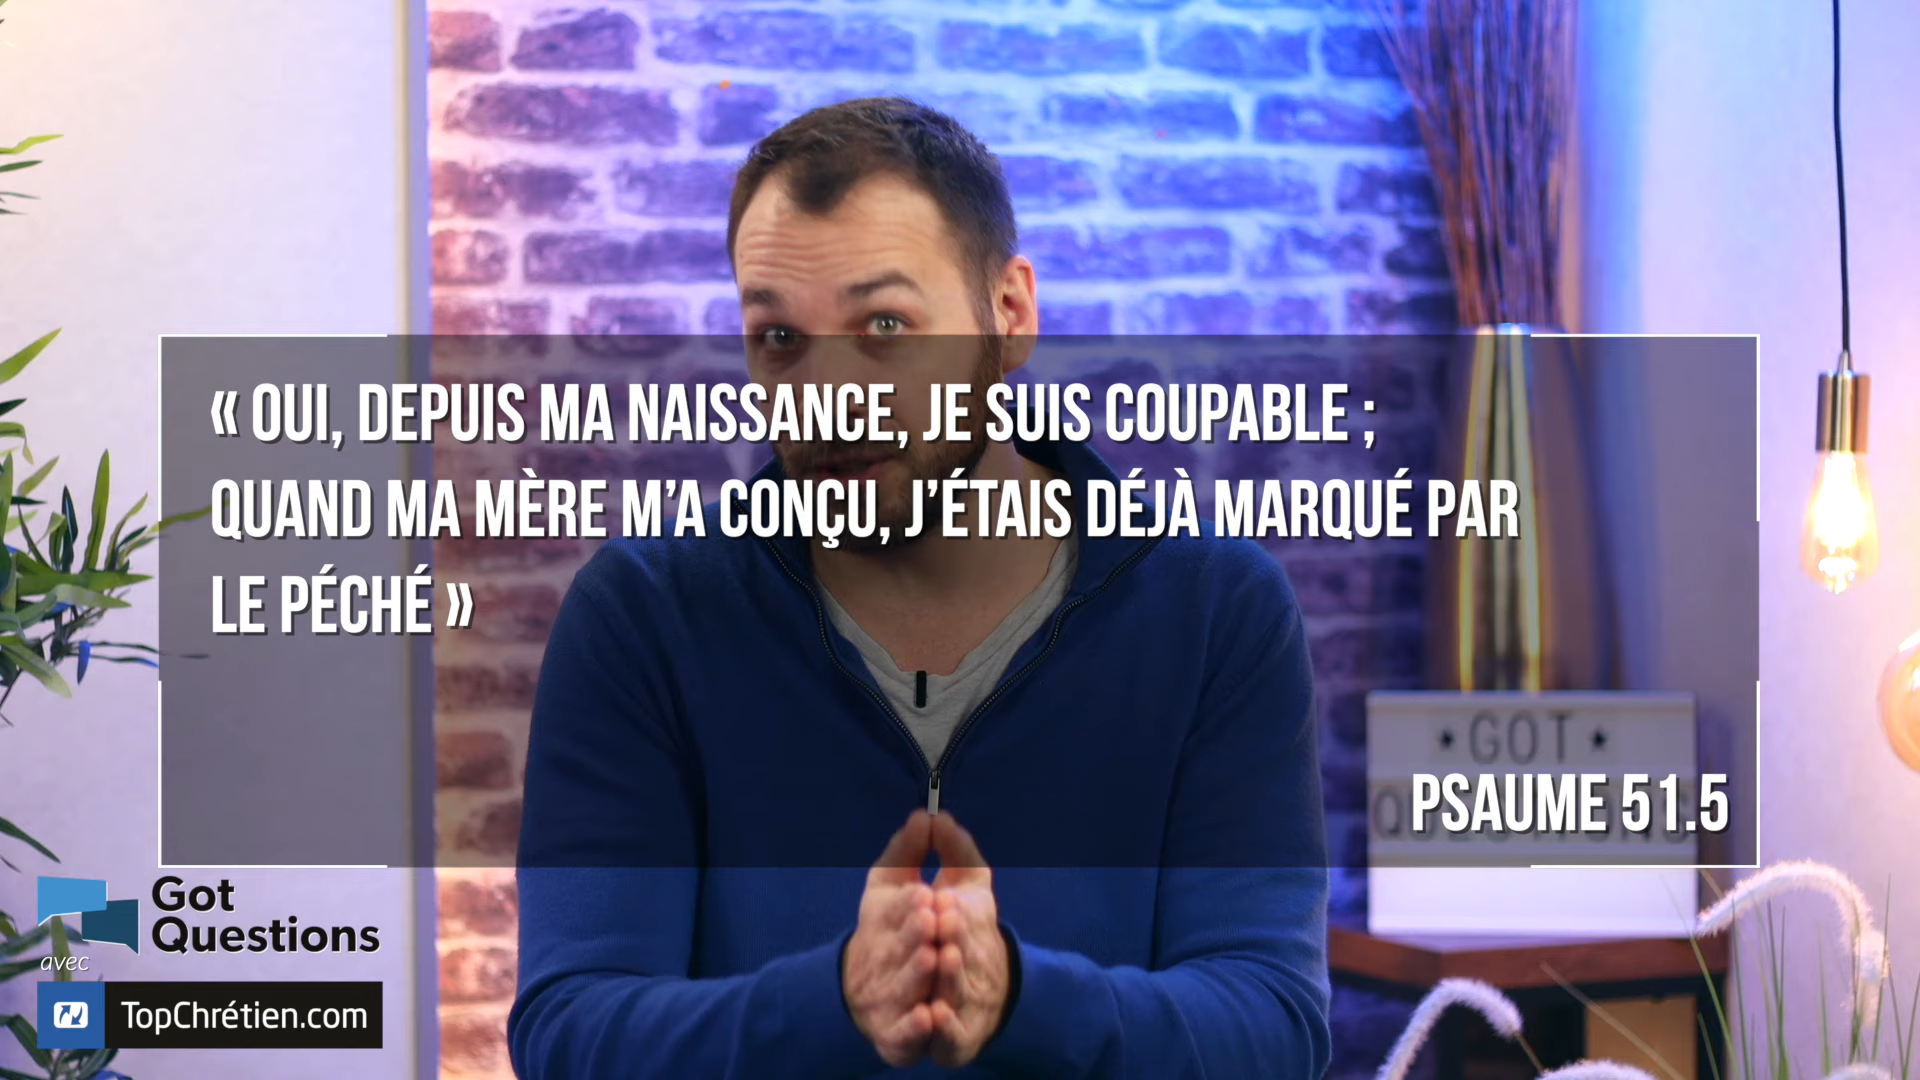 « OUI, DEPUIS MA NAISSANCE, JE SUIS COUPABLE ;
QUAND MA MÈRE M’A CONÇU, J’ÉTAIS DÉJÀ MARQUÉ PAR
LE PÉCHÉ »
GOT
PSAUME 51.5
Got
Questions
avec
TopChrétien.com